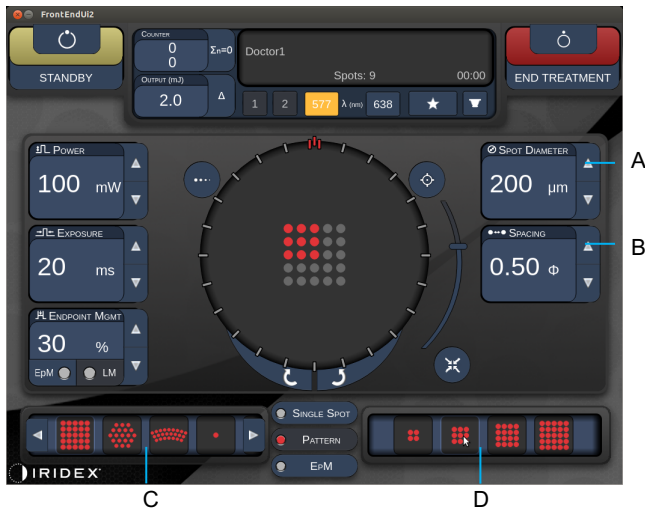 FrontEndUi2
STANDBY
COUNTER
0
0
Σn=0
OUTPUT (mJ)
2.0
Δ
Doctor1
Spots: 9
00:00
1
2
577
λ (nm)
638
END TREATMENT
POWER
100 mW
EXPOSURE
20 ms
ENDPOINT MGMT
30 %
EpM
LM
SPOT DIAMETER
200 µm
SPACING
0.50 Φ
A
B
SINGLE SPOT
PATTERN
EPM
IRIDEX
C
D